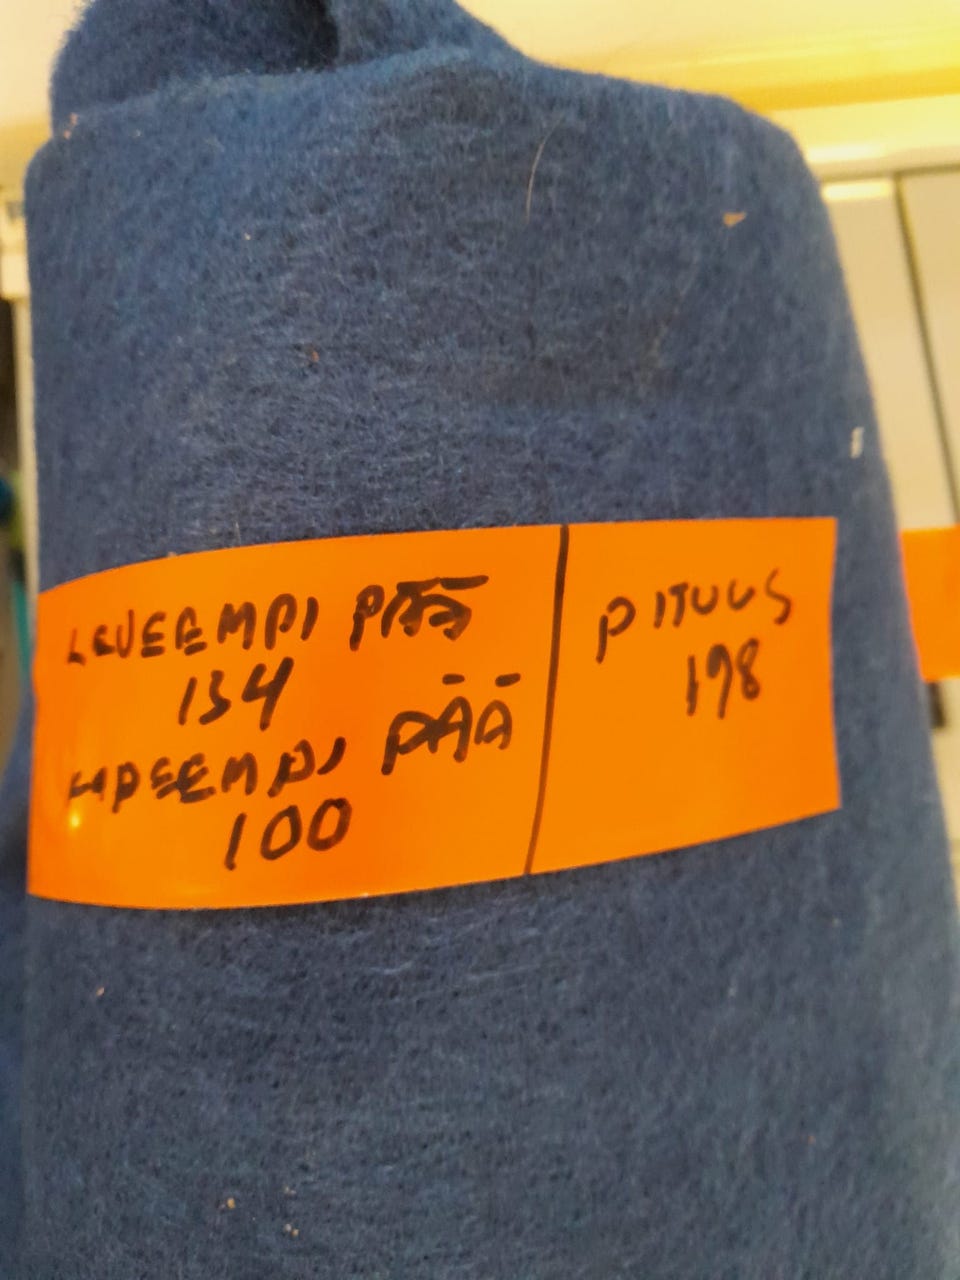 LEVEEMPI PÄÄ
134
KAPEEMPI PÄÄ
100
PITUUS
198